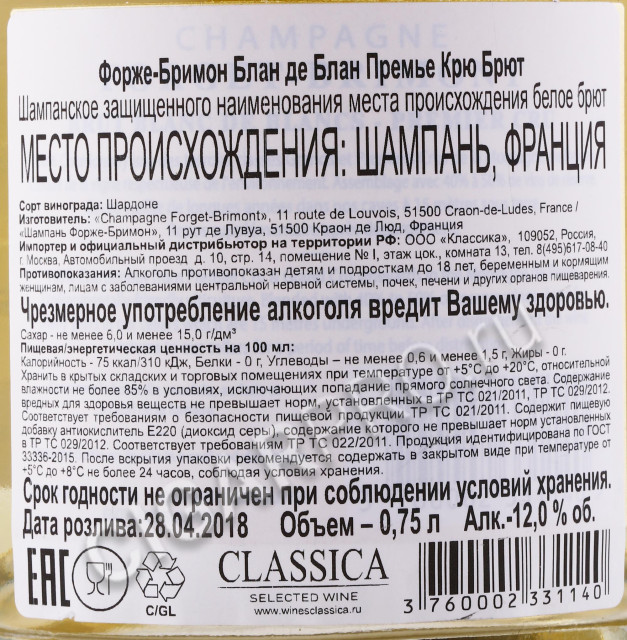 CHAMPAGNE
Форже-Бримон Блан де Блан Премье Крю Брют
Шампанское защищенного наименования места происхождения белое брют
МЕСТО ПРОИСХОЖДЕНИЯ: ШАМПАНЬ, ФРАНЦИЯ
Сорт винограда: Шардоне
Изготовитель: «Champagne Forget-Brimont», 11 route de Louvois, 51500 Craon-de-Ludes, France /
«Шампань Форже-Бримон», 11 рут де Лувуа, 51500 Краон де Люд, Франция
Импортер и официальный дистрибьютор на территории РФ: ООО «Классика», 109052, Россия,
г. Москва, Автомобильный проезд д. 10, стр. 14, помещение № I, этаж цок., комната 13, тел. 8(495)617-08-40
Противопоказания: Алкоголь противопоказан детям и подросткам до 18 лет, беременным и кормящим
женщинам, лицам с заболеваниями центральной нервной системы, почек, печени и других органов пищеварения.
Чрезмерное употребление алкоголя вредит Вашему здоровью.
Сахар - не менее 6,0 и менее 15,0 г/дм³
Пищевая/энергетическая ценность на 100 мл:
Калорийность - 75 ккал/310 кДж, Белки - 0 г, Углеводы – не менее 0,6 и менее 1,5 г, Жиры - 0 г.
Хранить в крытых складских и торговых помещениях при температуре от +5°С до +20°С, относительной
влажности не более 85% в условиях, исключающих попадание прямого солнечного света. Содержание
вредных для здоровья веществ не превышает норм, установленных в ТР ТС 021/2011, ТР ТС 029/2012.
Соответствует требованиям о безопасности пищевой продукции ТР ТС 021/2011. Содержит пищевую
добавку антиокислитель Е220 (диоксид серы), содержание которого не превышает норм установленных
в ТР ТС 029/2012. Соответствует требованиям ТР ТС 022/2011. Продукция идентифицирована по ГОСТ
33336-2015. После вскрытия упаковки рекомендуется содержать в закрытом виде при температуре от
+5°С до +8°С не более 24 часов, соблюдая условия хранения.
Срок годности не ограничен при соблюдении условий хранения.
Дата розлива: 28.04.2018 Объем – 0,75 л Алк.-12,0 % об.
EAC
C/GL
CLASSICA
SELECTED WINE
www.winesclassica.ru
3 760002 331140